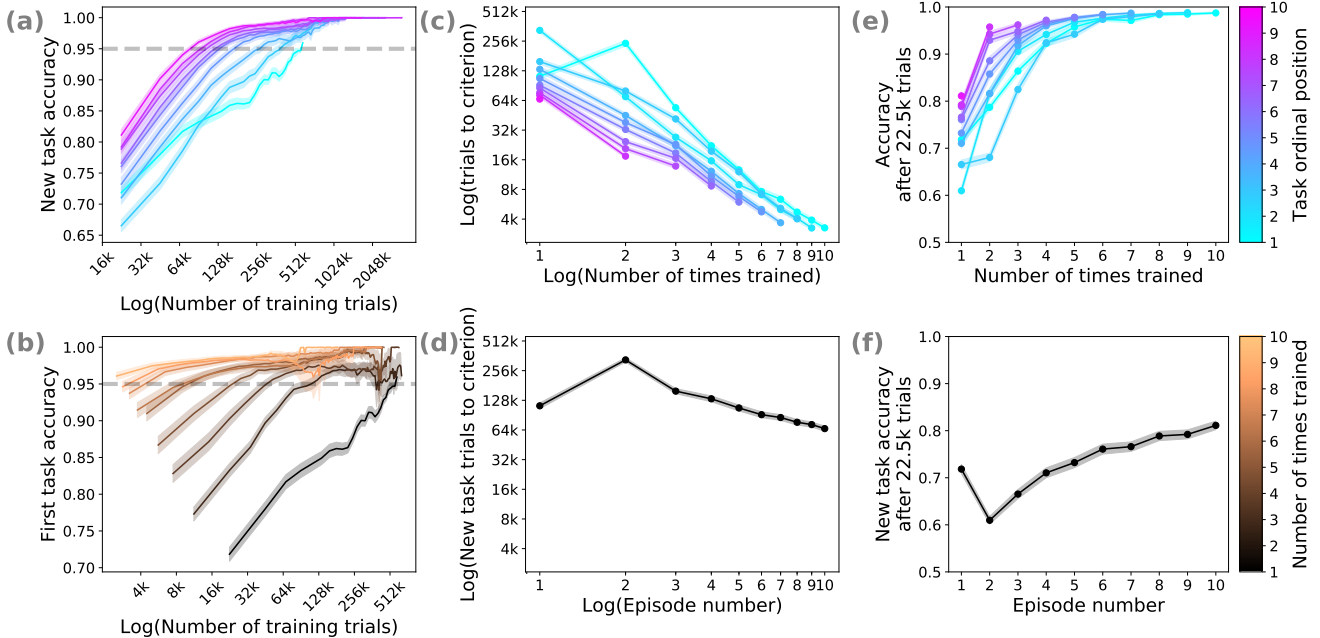 (a)
New task accuracy
1.00
0.95
0.90
0.85
0.80
0.75
0.70
0.65
16k
32k
64k
128k
256k
512k
1024k
2048k
Log(Number of training trials)
(c)
Log(trials to criterion)
512k
256k
128k
64k
32k
16k
8k
4k
1
2
3
4
5
6
7
8
9
10
Log(Number of times trained)
(e)
Accuracy
after 22.5k trials
1.0
0.9
0.8
0.7
0.6
0.5
1
2
3
4
5
6
7
8
9
10
Number of times trained
10
9
8
7
6
5
4
3
2
1
Task ordinal position
(b)
First task accuracy
1.00
0.95
0.90
0.85
0.80
0.75
0.70
4k
8k
16k
32k
64k
128k
256k
512k
Log(Number of training trials)
(d)
Log(New task trials to criterion)
512k
256k
128k
64k
32k
16k
8k
4k
1
2
3
4
5
6
7
8
9
10
Log(Episode number)
(f)
New task accuracy
after 22.5k trials
1.0
0.9
0.8
0.7
0.6
0.5
1
2
3
4
5
6
7
8
9
10
Episode number
10
9
8
7
6
5
4
3
2
1
Number of times trained